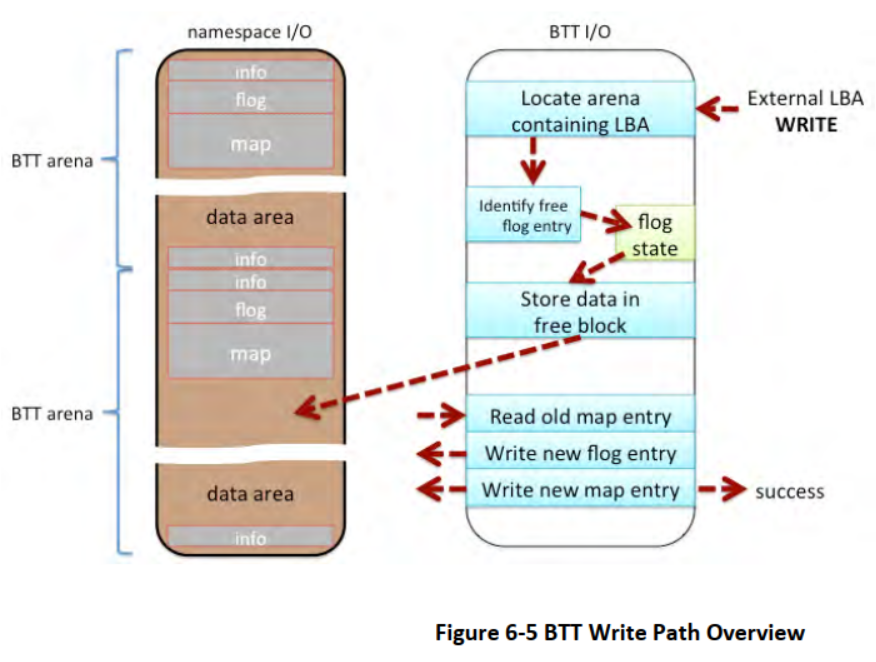 namespace I/O
info
flog
map
data area
info
info
flog
map
data area
info
BTT arena
BTT arena
BTT I/O
Locate arena
containing LBA
External LBA
WRITE
Identify free
flog entry
flog
state
Store data in
free block
Read old map entry
Write new flog entry
Write new map entry
success
Figure 6-5 BTT Write Path Overview